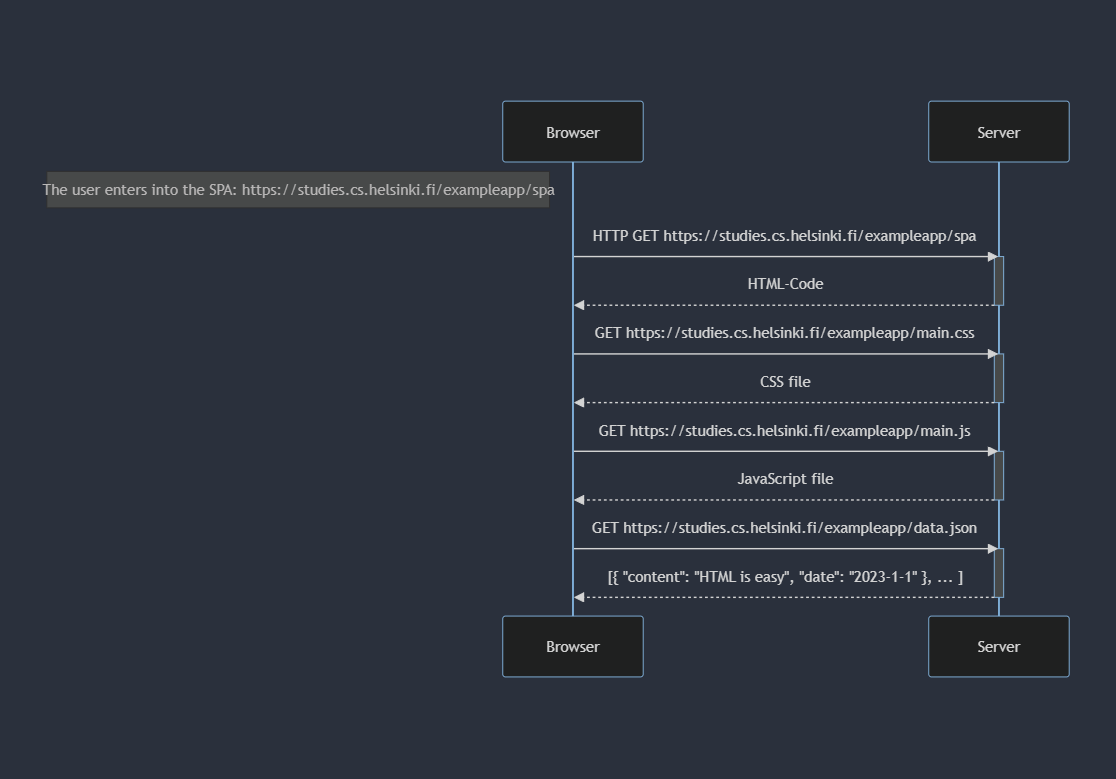 Browser
Server
The user enters into the SPA: https://studies.cs.helsinki.fi/exampleapp/spa
HTTP GET https://studies.cs.helsinki.fi/exampleapp/spa
HTML-Code
GET https://studies.cs.helsinki.fi/exampleapp/main.css
CSS file
GET https://studies.cs.helsinki.fi/exampleapp/main.js
JavaScript file
GET https://studies.cs.helsinki.fi/exampleapp/data.json
[{ "content": "HTML is easy", "date": "2023-1-1" }, ... ]
Browser
Server